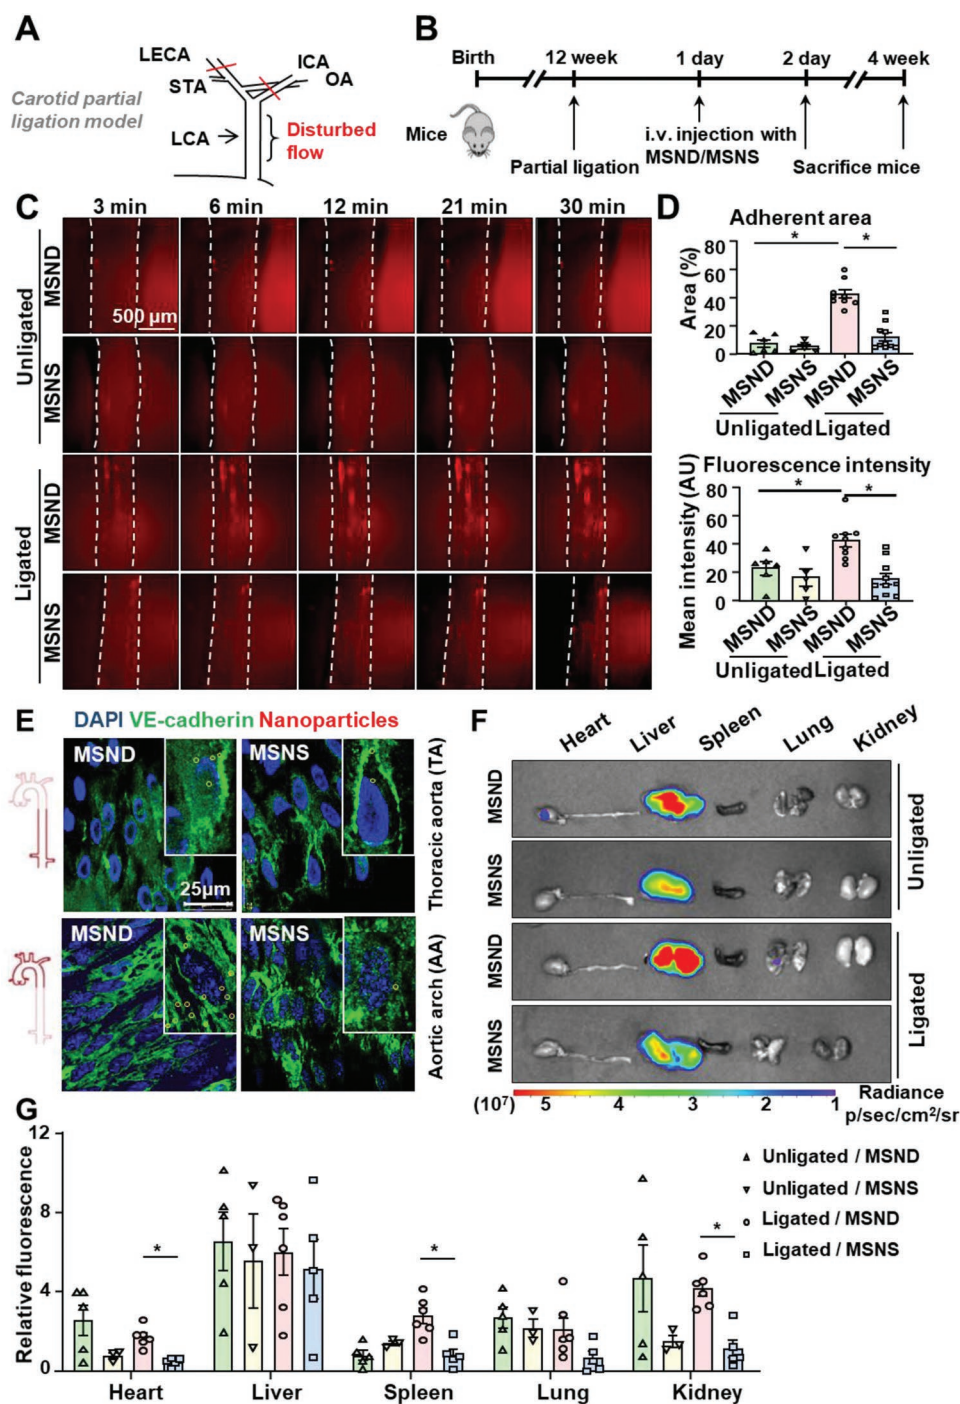 A
LECA
ICA
STA
OA
Carotid partial
ligation model
LCA
Disturbed
flow
B
Birth
12 week
1 day
2 day
4 week
Mice
Partial ligation
i.v. injection with
MSND/MSNS
Sacrifice mice
C
3 min
6 min
12 min
21 min
30 min
Unligated
MSND
MSNS
500 µm
Ligated
MSND
MSNS
D
Adherent area
Area (%)
80
60
40
20
0
*
*
MSND
MSNS
MSND
MSNS
Unligated Ligated
Fluorescence intensity
Mean intensity (AU)
80
60
40
20
0
*
*
MSND
MSNS
MSND
MSNS
Unligated Ligated
E
DAPI VE-cadherin Nanoparticles
MSND
MSNS
25µm
Thoracic aorta (TA)
MSND
MSNS
Aortic arch (AA)
F
Heart
Liver
Spleen
Lung
Kidney
MSND
MSNS
Unligated
MSND
MSNS
Ligated
(10⁷)
5
4
3
2
1
Radiance
p/sec/cm²/sr
G
Relative fluorescence
12
8
4
0
*
*
*
Heart
Liver
Spleen
Lung
Kidney
Unligated / MSND
Unligated / MSNS
Ligated / MSND
Ligated / MSNS